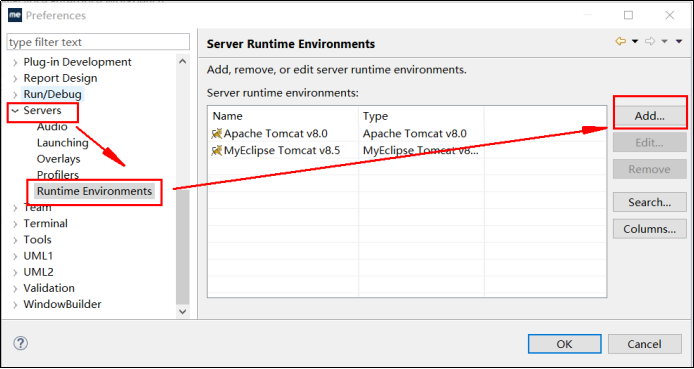 me Preferences
type filter text
Plug-in Development
Report Design
Run/Debug
Servers
Audio
Launching
Overlays
Profilers
Runtime Environments
Team
Terminal
Tools
UML1
UML2
Validation
WindowBuilder
Server Runtime Environments
Add, remove, or edit server runtime environments.
Server runtime environments:
Name Type
Apache Tomcat v8.0 Apache Tomcat v8.0
MyEclipse Tomcat v8.5 MyEclipse Tomcat v8...
Add...
Edit...
Remove
Search...
Columns...
? OK Cancel